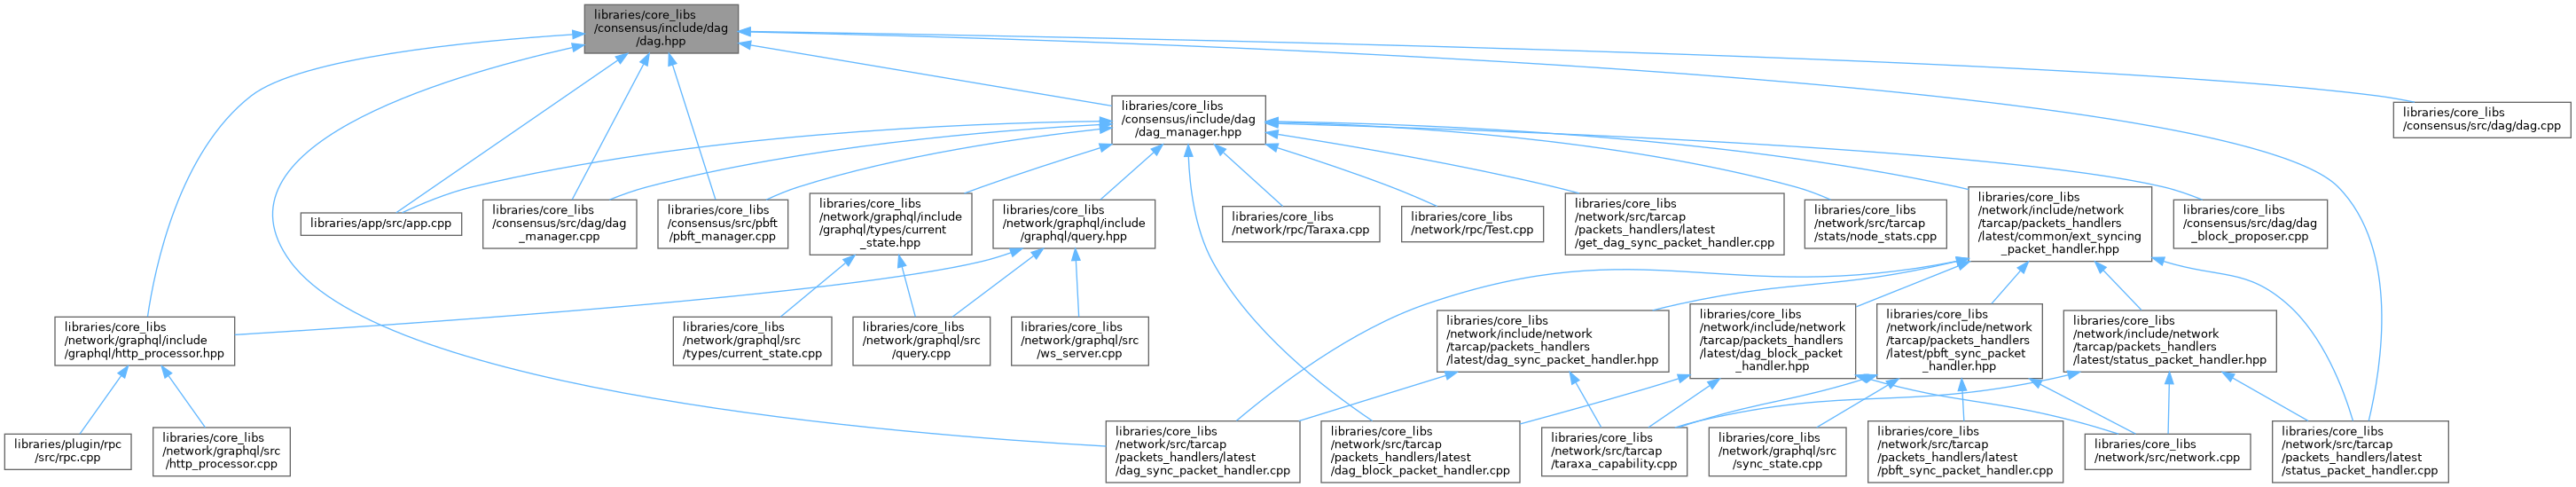 libraries/core_libs
/consensus/include/dag
/dag.hpp
libraries/core_libs
/consensus/include/dag
/dag_manager.hpp
libraries/core_libs
/consensus/src/dag/dag.cpp
libraries/app/src/app.cpp
libraries/core_libs
/consensus/src/dag/dag
_manager.cpp
libraries/core_libs
/consensus/src/pbft
/pbft_manager.cpp
libraries/core_libs
/network/graphql/include
/graphql/types/current
_state.hpp
libraries/core_libs
/network/graphql/include
/graphql/query.hpp
libraries/core_libs
/network/rpc/Taraxa.cpp
libraries/core_libs
/network/rpc/Test.cpp
libraries/core_libs
/network/src/tarcap
/packets_handlers/latest
/get_dag_sync_packet_handler.cpp
libraries/core_libs
/network/src/tarcap
/stats/node_stats.cpp
libraries/core_libs
/network/include/network
/tarcap/packets_handlers
/latest/common/ext_syncing
_packet_handler.hpp
libraries/core_libs
/consensus/src/dag/dag
_block_proposer.cpp
libraries/core_libs
/network/graphql/include
/graphql/http_processor.hpp
libraries/core_libs
/network/graphql/src
/types/current_state.cpp
libraries/core_libs
/network/graphql/src
/query.cpp
libraries/core_libs
/network/graphql/src
/ws_server.cpp
libraries/core_libs
/network/include/network
/tarcap/packets_handlers
/latest/dag_sync_packet_handler.hpp
libraries/core_libs
/network/include/network
/tarcap/packets_handlers
/latest/dag_block_packet
_handler.hpp
libraries/core_libs
/network/include/network
/tarcap/packets_handlers
/latest/pbft_sync_packet
_handler.hpp
libraries/core_libs
/network/include/network
/tarcap/packets_handlers
/latest/status_packet_handler.hpp
libraries/plugin/rpc
/src/rpc.cpp
libraries/core_libs
/network/graphql/src
/http_processor.cpp
libraries/core_libs
/network/src/tarcap
/packets_handlers/latest
/dag_sync_packet_handler.cpp
libraries/core_libs
/network/src/tarcap
/packets_handlers/latest
/dag_block_packet_handler.cpp
libraries/core_libs
/network/src/tarcap
/taraxa_capability.cpp
libraries/core_libs
/network/graphql/src
/sync_state.cpp
libraries/core_libs
/network/src/tarcap
/packets_handlers/latest
/pbft_sync_packet_handler.cpp
libraries/core_libs
/network/src/network.cpp
libraries/core_libs
/network/src/tarcap
/packets_handlers/latest
/status_packet_handler.cpp